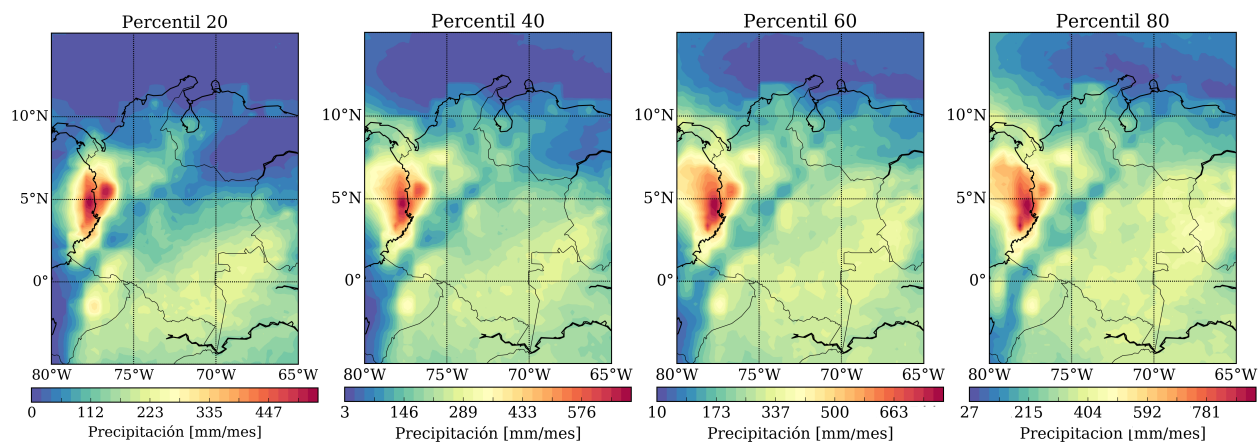 Percentil 20 Percentil 40 Percentil 60 Percentil 80
10°N 10°N 10°N 10°N
5°N 5°N 5°N 5°N
0° 0° 0° 0°
80°W 75°W 70°W 65°W 80°W 75°W 70°W 65°W 80°W 75°W 70°W 65°W 80°W 75°W 70°W 65°W
0 112 223 335 447 3 146 289 433 576 10 173 337 500 663 27 215 404 592 781
Precipitación [mm/mes] Precipitación [mm/mes] Precipitación [mm/mes] Precipitacion [mm/mes]